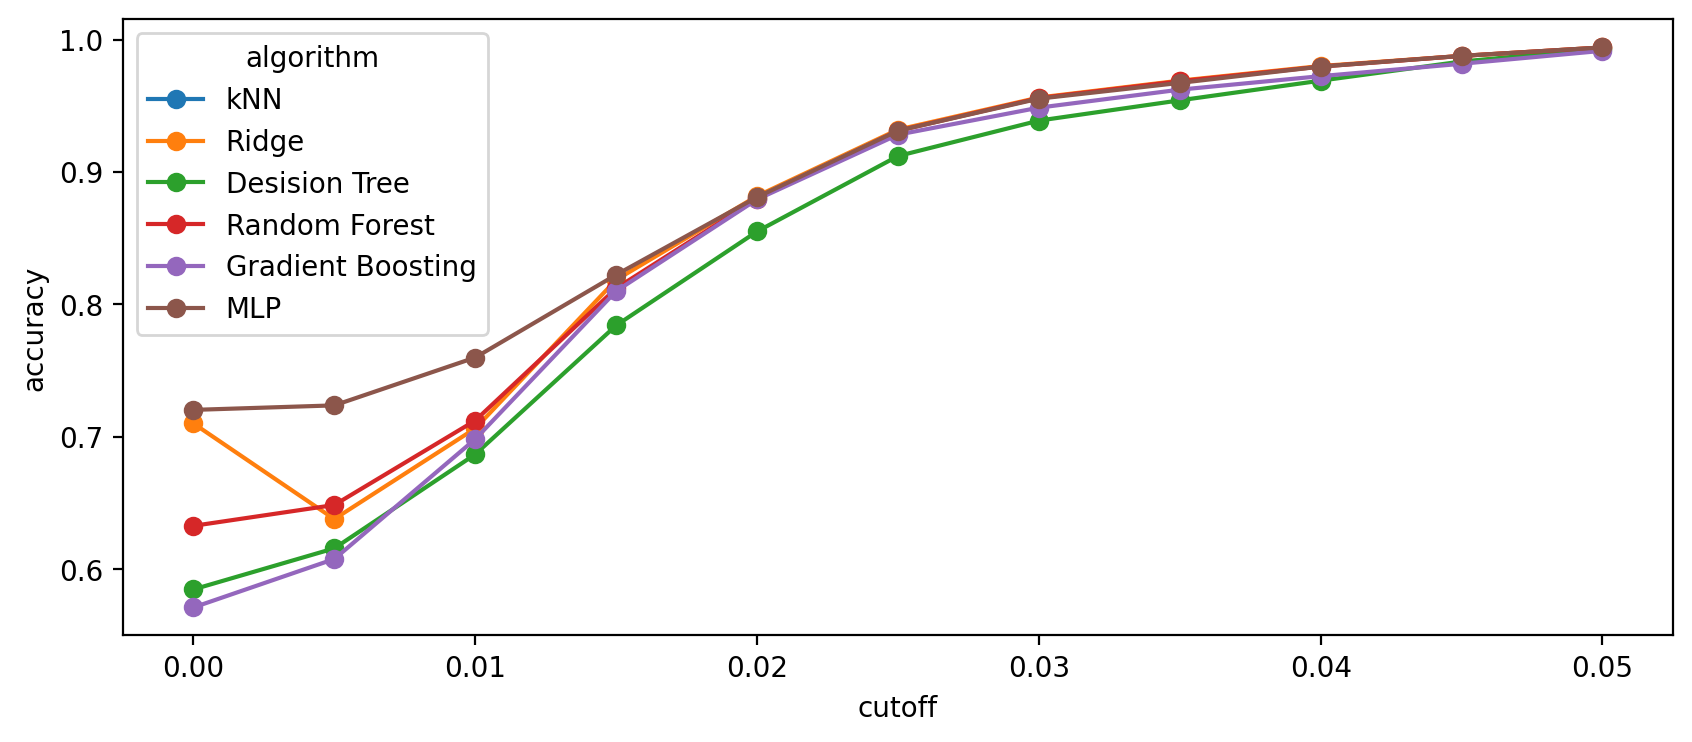 algorithm
kNN
Ridge
Desision Tree
Random Forest
Gradient Boosting
MLP
accuracy
1.0
0.9
0.8
0.7
0.6
0.00 0.01 0.02 0.03 0.04 0.05
cutoff